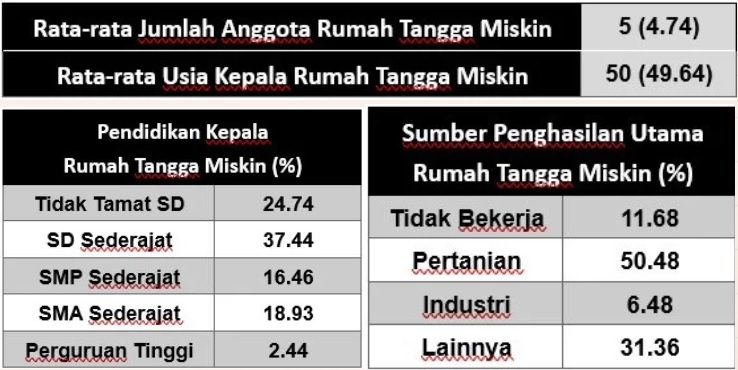 Rata-rata Jumlah Anggota Rumah Tangga Miskin 5 (4.74)
Rata-rata Usia Kepala Rumah Tangga Miskin 50 (49.64)
Pendidikan Kepala
Rumah Tangga Miskin (%)
Tidak Tamat SD 24.74
SD Sederajat 37.44
SMP Sederajat 16.46
SMA Sederajat 18.93
Perguruan Tinggi 2.44
Sumber Penghasilan Utama
Rumah Tangga Miskin (%)
Tidak Bekerja 11.68
Pertanian 50.48
Industri 6.48
Lainnya 31.36